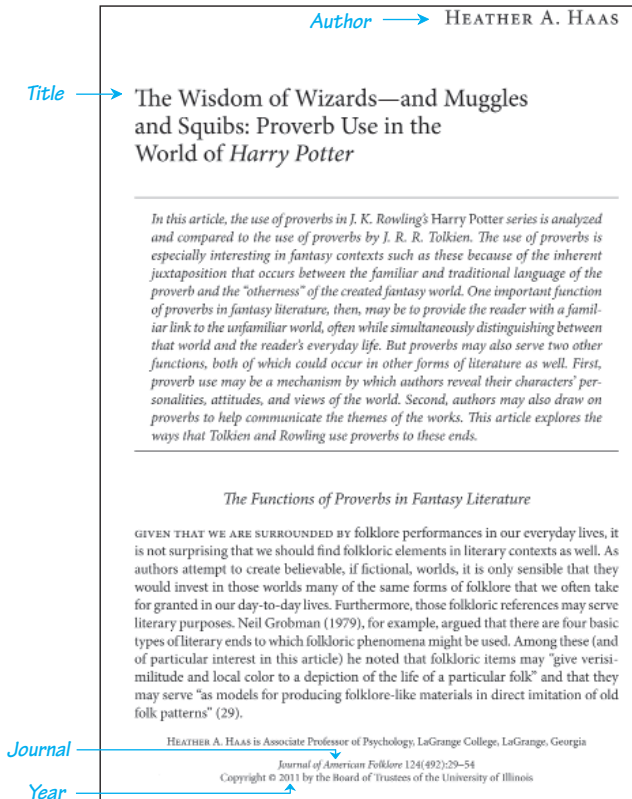 Author HEATHER A. HAAS
Title The Wisdom of Wizards—and Muggles
and Squibs: Proverb Use in the
World of Harry Potter
In this article, the use of proverbs in J. K. Rowling's Harry Potter series is analyzed
and compared to the use of proverbs by J. R. R. Tolkien. The use of proverbs is
especially interesting in fantasy contexts such as these because of the inherent
juxtaposition that occurs between the familiar and traditional language of the
proverb and the "otherness" of the created fantasy world. One important function
of proverbs in fantasy literature, then, may be to provide the reader with a famil-
iar link to the unfamiliar world, often while simultaneously distinguishing between
that world and the reader's everyday life. But proverbs may also serve two other
functions, both of which could occur in other forms of literature as well. First,
proverb use may be a mechanism by which authors reveal their characters' per-
sonalities, attitudes, and views of the world. Second, authors may also draw on
proverbs to help communicate the themes of the works. This article explores the
ways that Tolkien and Rowling use proverbs to these ends.
The Functions of Proverbs in Fantasy Literature
GIVEN THAT WE ARE SURROUNDED BY folklore performances in our everyday lives, it
is not surprising that we should find folkloric elements in literary contexts as well. As
authors attempt to create believable, if fictional, worlds, it is only sensible that they
would invest in those worlds many of the same forms of folklore that we often take
for granted in our day-to-day lives. Furthermore, those folkloric references may serve
literary purposes. Neil Grobman (1979), for example, argued that there are four basic
types of literary ends to which folkloric phenomena might be used. Among these (and
of particular interest in this article) he noted that folkloric items may "give verisi-
militude and local color to a depiction of the life of a particular folk" and that they
may serve "as models for producing folklore-like materials in direct imitation of old
folk patterns" (29).
HEATHER A. HAAS is Associate Professor of Psychology, LaGrange College, LaGrange, Georgia
Journal
Journal of American Folklore 124(492):29–54
Copyright © 2011 by the Board of Trustees of the University of Illinois
Year